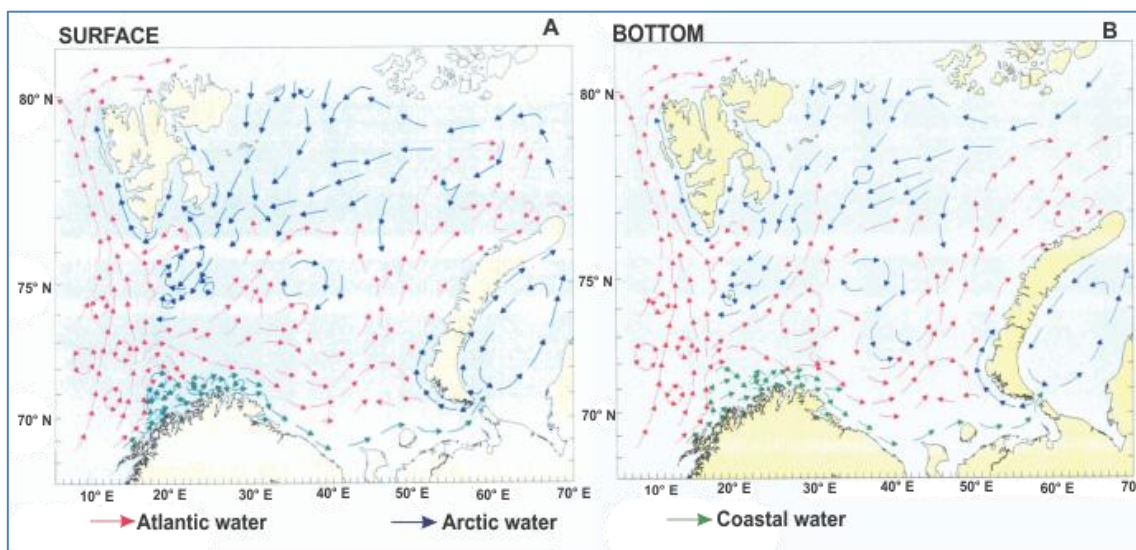 SURFACE A
BOTTOM B
80° N
75° N
70° N
10° E 20° E 30° E 40° E 50° E 60° E 70° E
80° N
75° N
70° N
10° E 20° E 30° E 40° E 50° E 60° E 70° E
Atlantic water
Arctic water
Coastal water